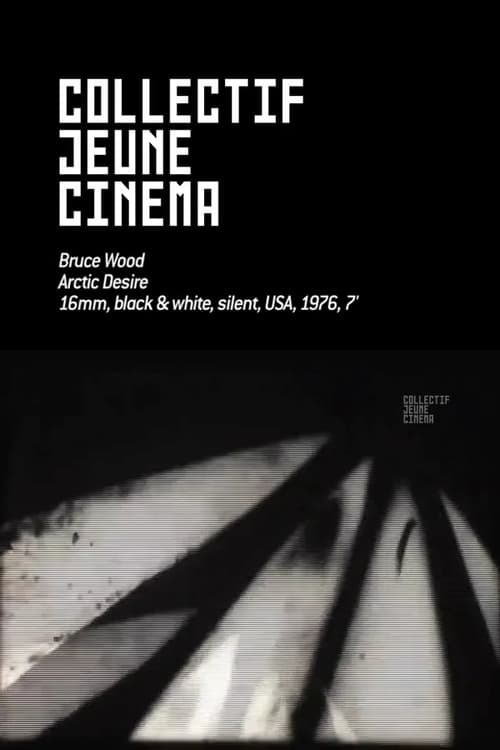 COLLECTIF
JEUNE
CINEMA
Bruce Wood
Arctic Desire
16mm, black & white, silent, USA, 1976, 7'
COLLECTIF
JEUNE
CINEMA